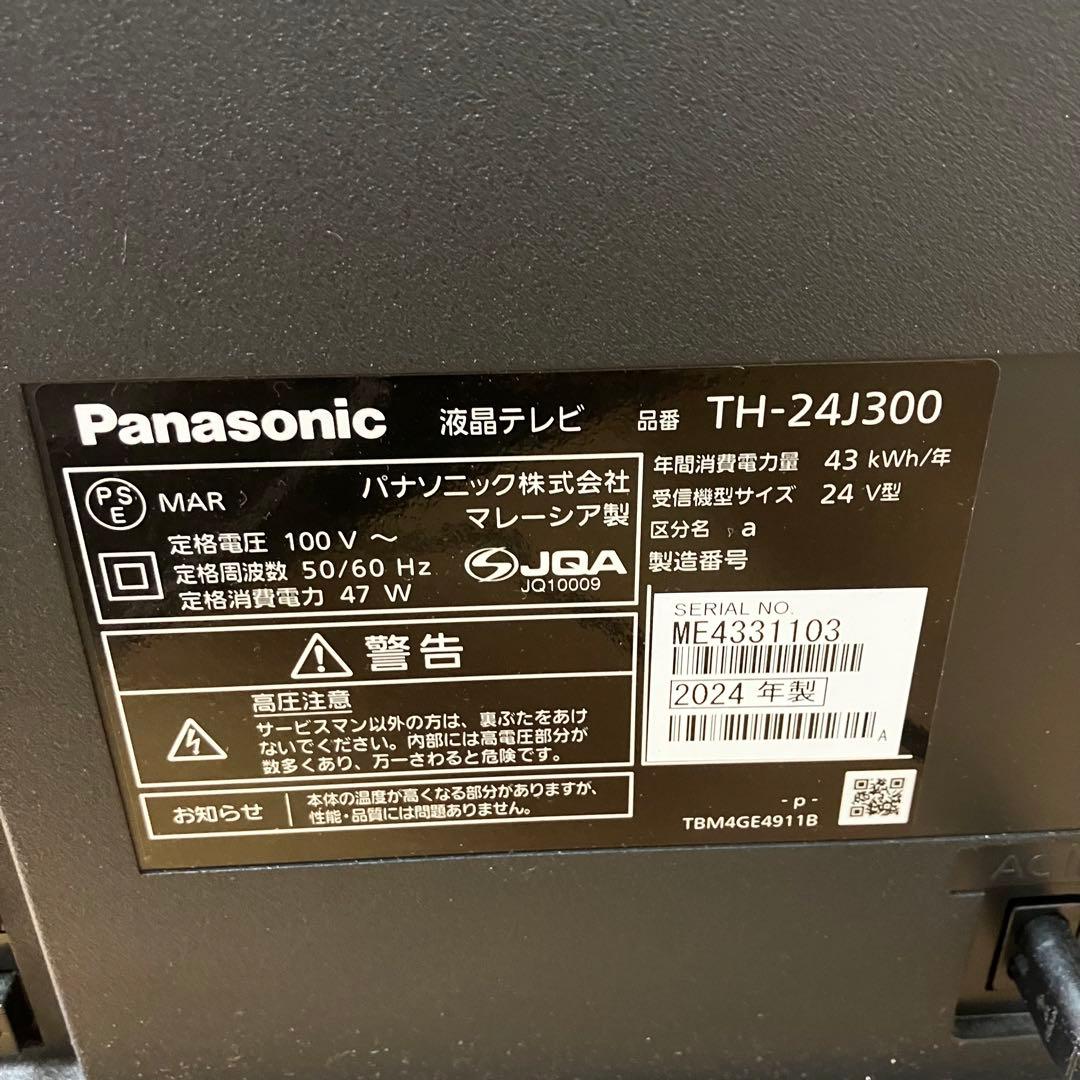 Panasonic 液晶テレビ 品番 TH-24J300
PS
E
MAR
パナソニック株式会社
マレーシア製
定格電圧 100 V ～
定格周波数 50/60 Hz
定格消費電力 47 W
JQA
JQ10009
年間消費電力量 43 kWh/年
受信機型サイズ 24 V型
区分名 a
製造番号
SERIAL NO.
ME4331103
2024 年製
A
警告
高圧注意
サービスマン以外の方は、裏ぶたをあけ
ないでください。内部には高電圧部分が
数多くあり、万一さわると危険です。
お知らせ
本体の温度が高くなる部分がありますが、
性能・品質には問題ありません。
- p -
TBM4GE4911B
AC